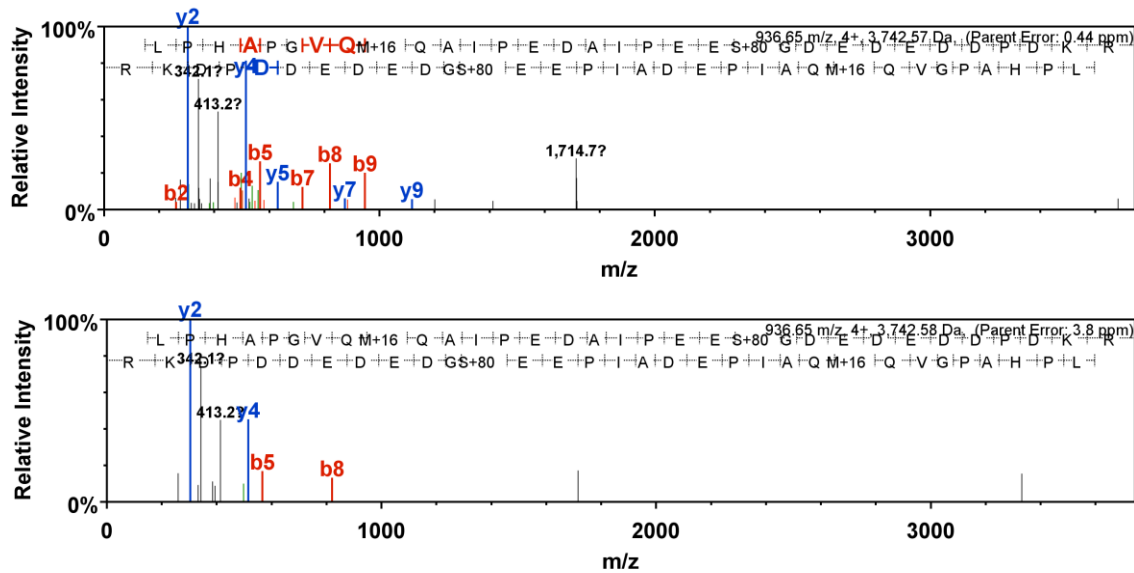 y2
100%
L P H A P G V Q M+16 Q A I P E D A I P E E S+80 G D E D E D D P D K R
936.65 m/z, 4+, 3,742.57 Da, (Parent Error: 0.44 ppm)
R K D P D D E D E D G S+80 E E P I A D E P I A Q M+16 Q V G P A H P L
342.1?
y4
413.2?
1,714.7?
b5
b8
b2
b4
y5
b7
b9
y7
y9
Relative Intensity
0%
0 1000 2000 3000
m/z
y2
100%
L P H A P G V Q M+16 Q A I P E D A I P E E S+80 G D E D E D D P D K R
936.65 m/z, 4+, 3,742.58 Da, (Parent Error: 3.8 ppm)
R K D P D D E D E D G S+80 E E P I A D E P I A Q M+16 Q V G P A H P L
342.1?
413.2?
y4
b5
b8
Relative Intensity
0%
0 1000 2000 3000
m/z